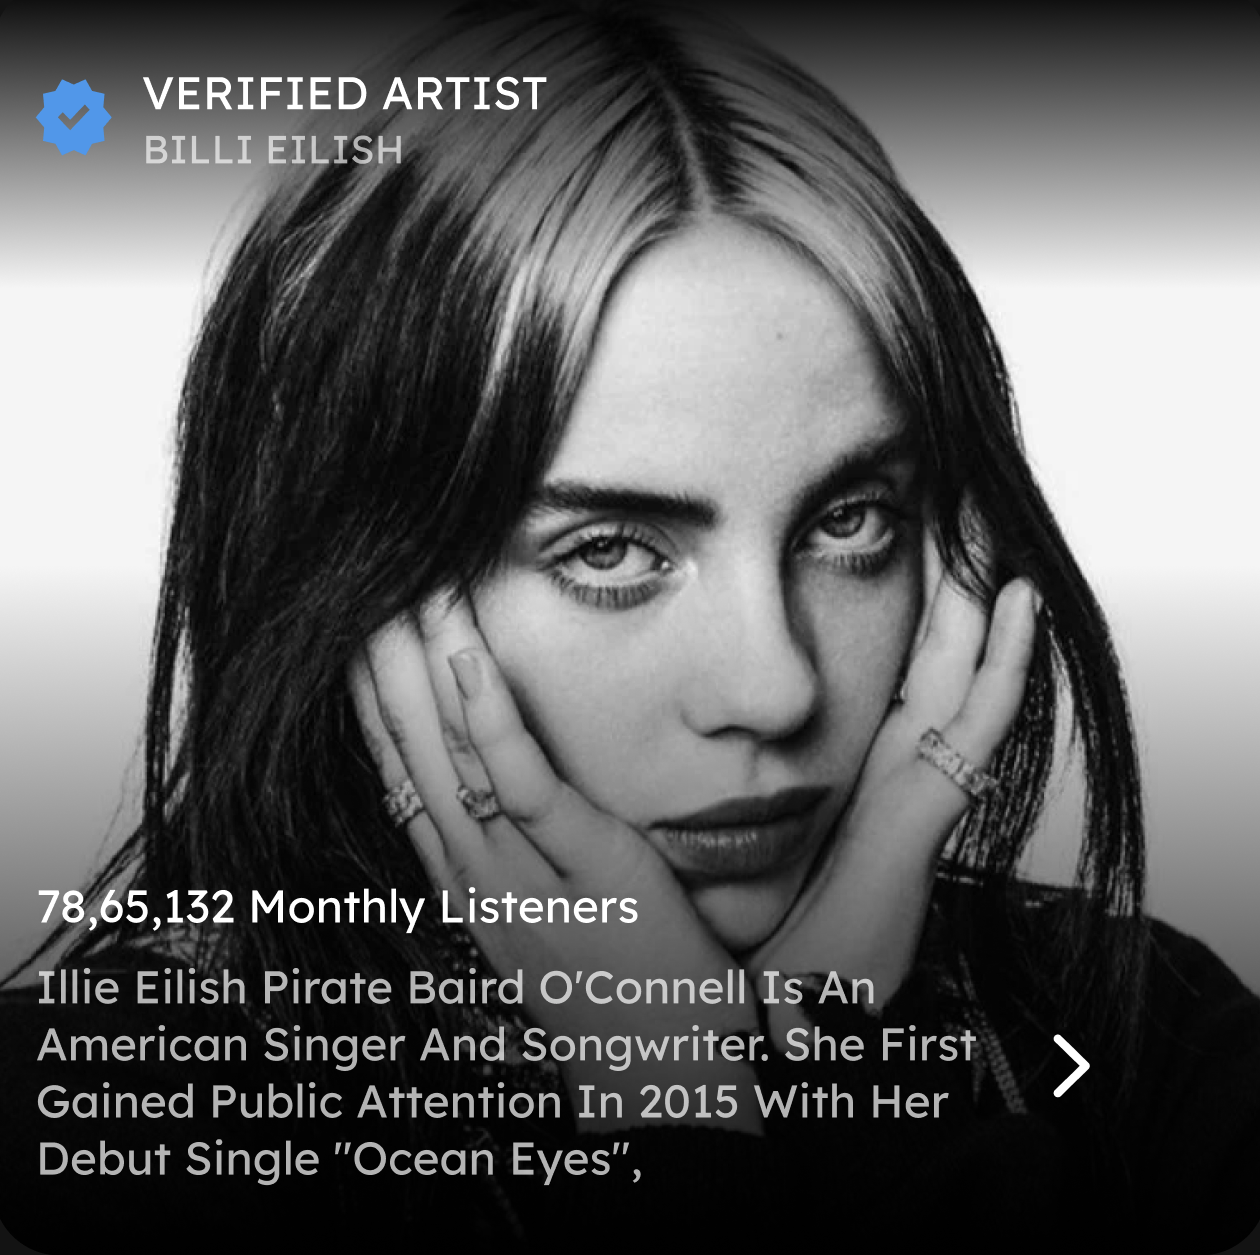 VERIFIED ARTIST
BILLI EILISH
78,65,132 Monthly Listeners
Illie Eilish Pirate Baird O'Connell Is An
American Singer And Songwriter. She First
Gained Public Attention In 2015 With Her
Debut Single "Ocean Eyes",